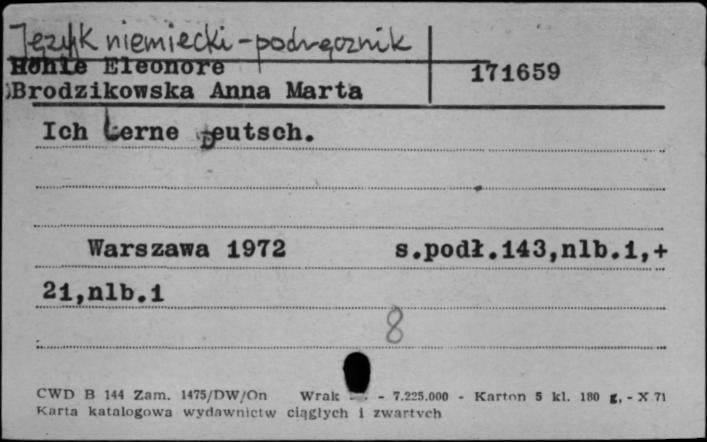 Język niemiecki - podręcznik
Höhle Eleonore
171659
Brodzikowska Anna Marta
Ich Lerne Deutsch.
Warszawa 1972 s.podł.143,nlb.1,+
21,nlb.1
8
CWD B 144 Zam. 1475/DW/On Wrak - 7.225.000 - Karton 5 kl. 180 g, - X 71
Karta katalogowa wydawnictw ciągłych i zwartych